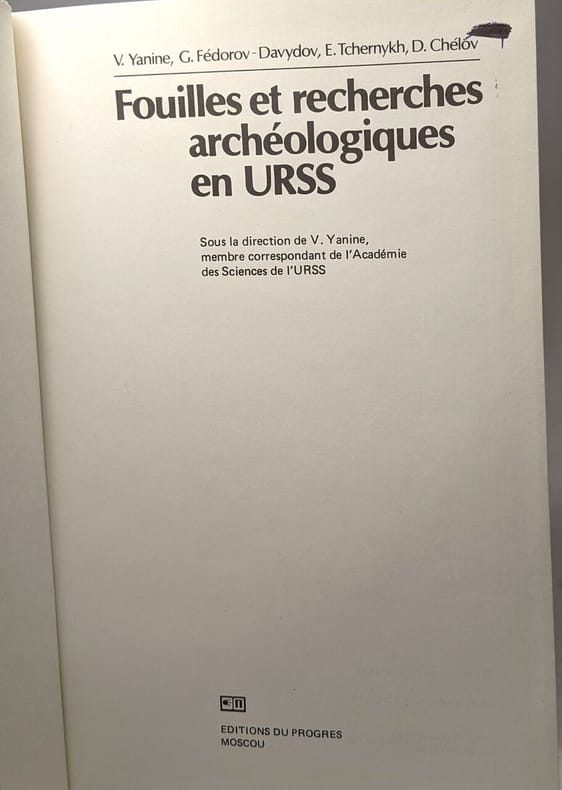 V. Yanine, G. Fédorov-Davydov, E. Tchernykh, D. Chélov
Fouilles et recherches
archéologiques
en URSS
Sous la direction de V. Yanine,
membre correspondant de l'Académie
des Sciences de l'URSS
EDITIONS DU PROGRES
MOSCOU